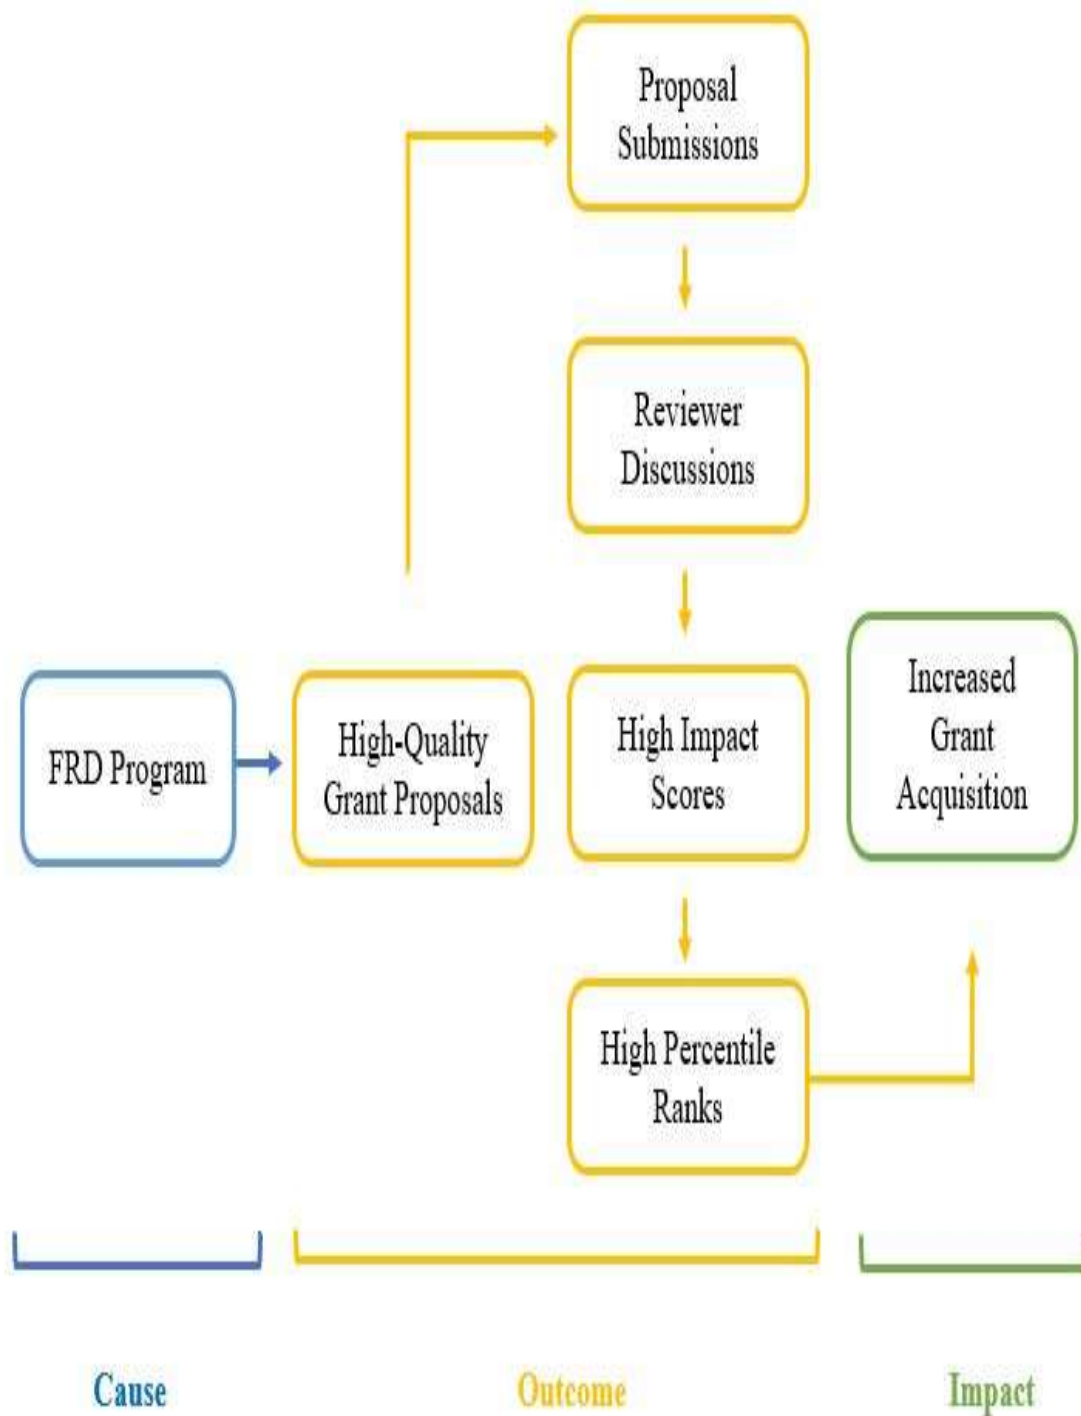 Proposal
Submissions
Reviewer
Discussions
FRD Program
High-Quality
Grant Proposals
High Impact
Scores
Increased
Grant
Acquisition
High Percentile
Ranks
Cause
Outcome
Impact